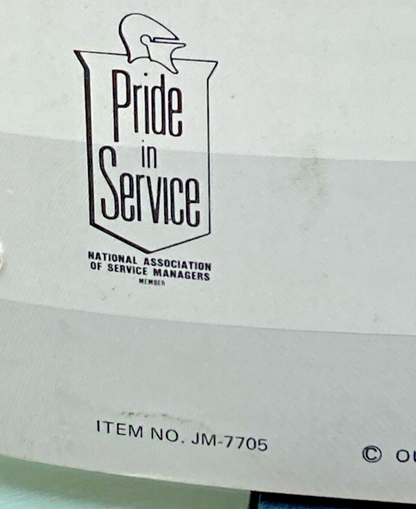 Pride
in
Service
NATIONAL ASSOCIATION
OF SERVICE MANAGERS
MEMBER
ITEM NO. JM-7705
©